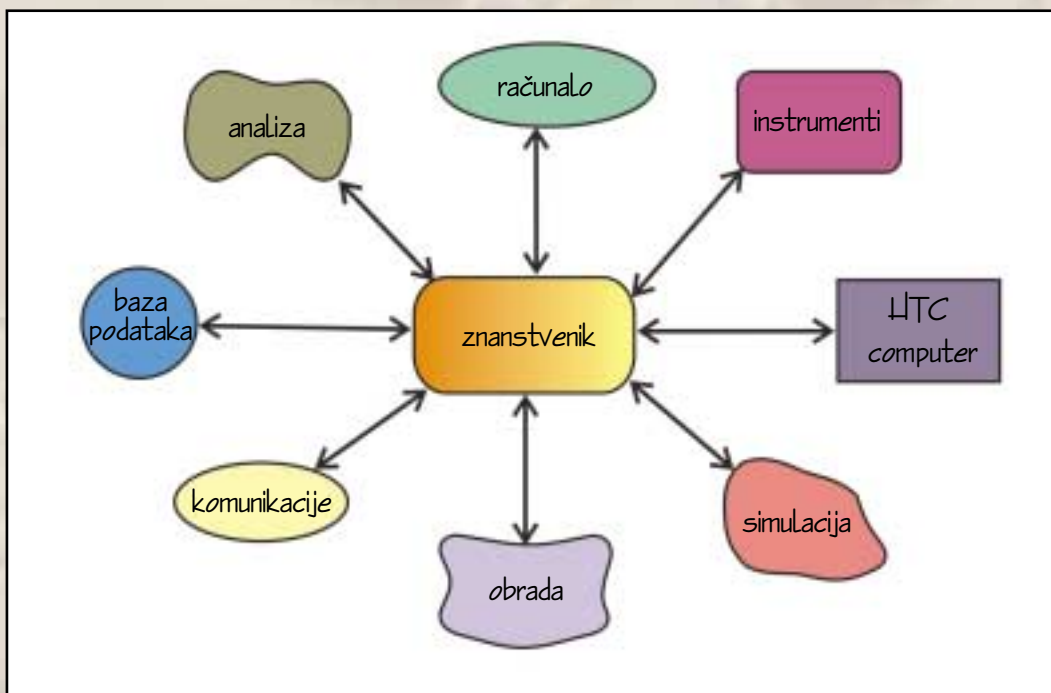 računalo
analiza
instrumenti
baza
podataka
znanstvenik
HTC
computer
komunikacije
simulacija
obrada